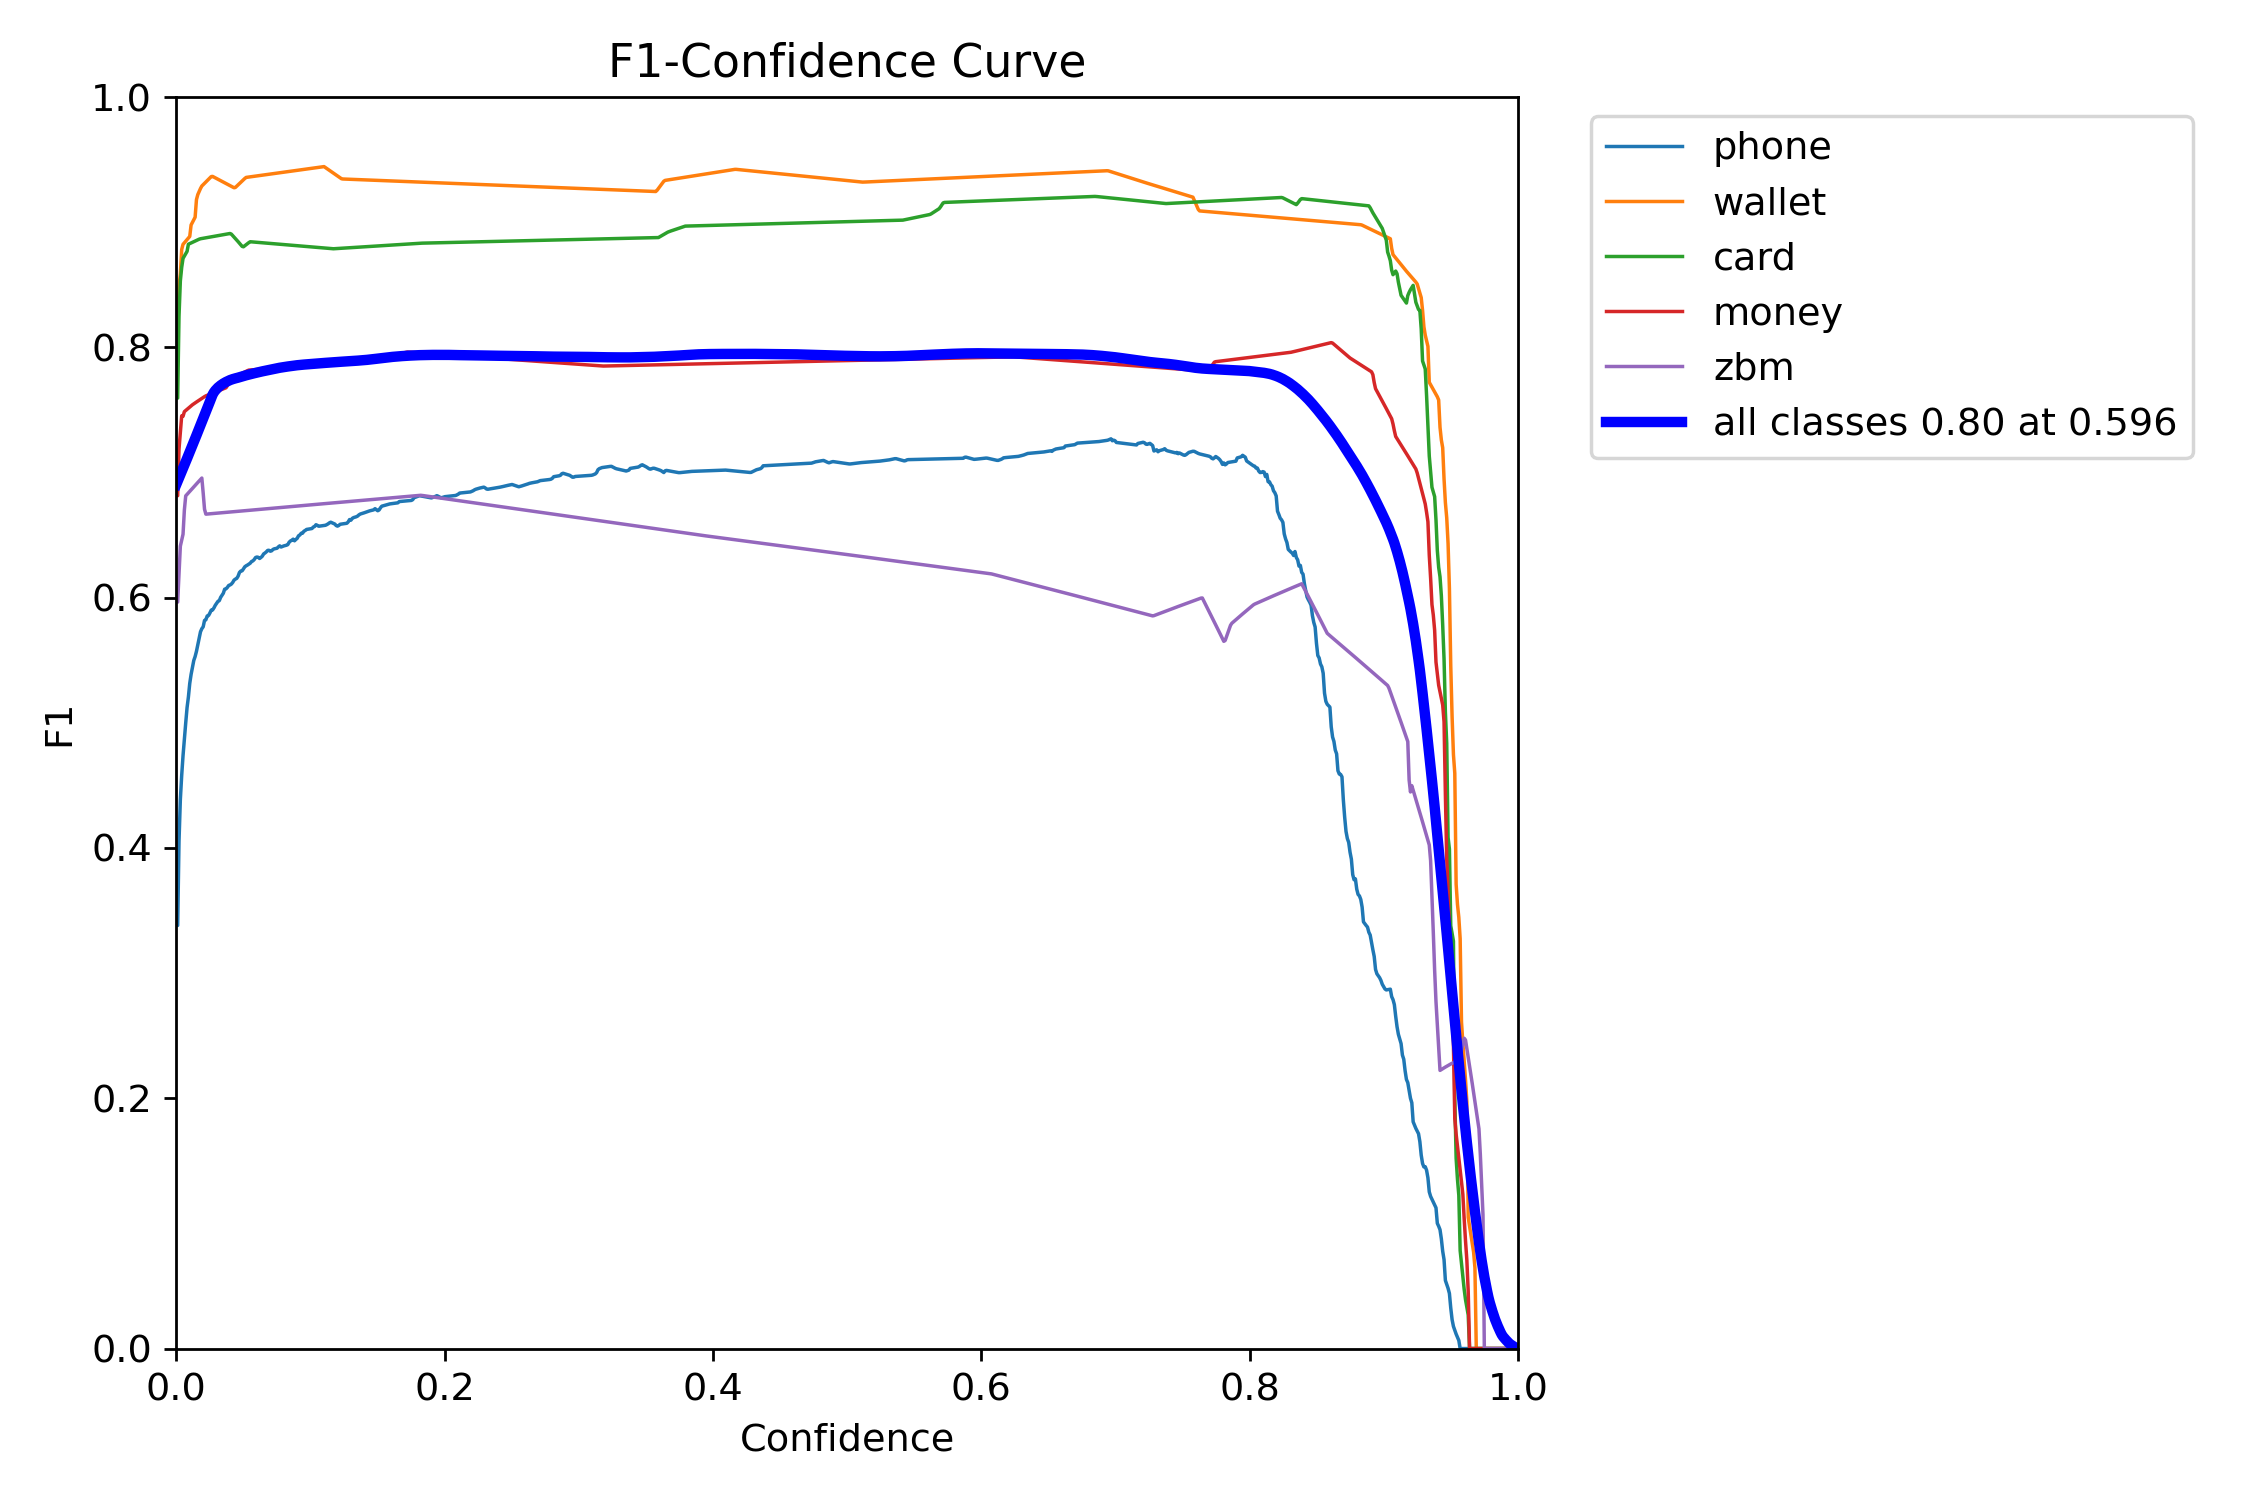 F1-Confidence Curve
1.0
0.8
0.6
0.4
0.2
0.0
F1
0.0 0.2 0.4 0.6 0.8 1.0
Confidence
phone
wallet
card
money
zbm
all classes 0.80 at 0.596